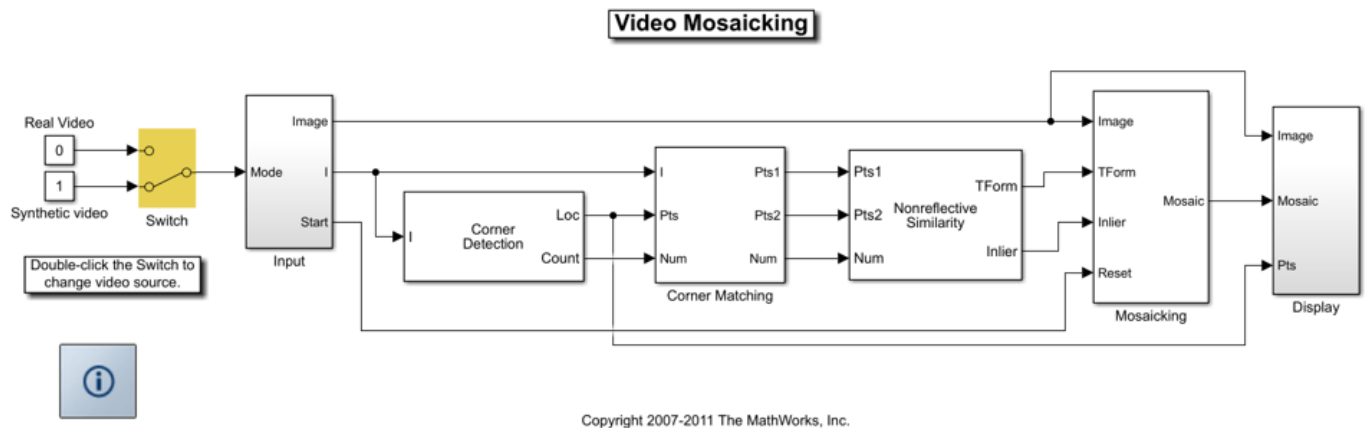 Video Mosaicking
Real Video
0
1
Synthetic video
Switch
Double-click the Switch to
change video source.
Mode
Image
I
Start
Input
I
Corner
Detection
Loc
Count
I
Pts
Num
Pts1
Pts2
Num
Corner Matching
Pts1
Pts2
Num
Nonreflective
Similarity
TForm
Inlier
Image
TForm
Inlier
Reset
Mosaic
Mosaicking
Image
Mosaic
Pts
Display
i
Copyright 2007-2011 The MathWorks, Inc.